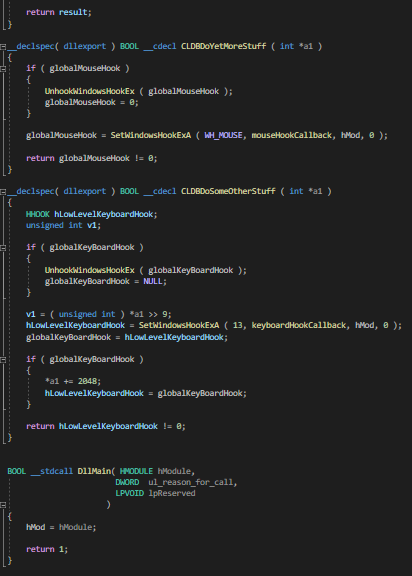 return result;
}
__declspec( dllexport ) BOOL __cdecl CLDBDoYetMoreStuff ( int *a1 )
{
if ( globalMouseHook )
{
UnhookWindowsHookEx ( globalMouseHook );
globalMouseHook = 0;
}
globalMouseHook = SetWindowsHookExA ( WH_MOUSE, mouseHookCallback, hMod, 0 );
return globalMouseHook != 0;
}
__declspec( dllexport ) BOOL __cdecl CLDBDoSomeOtherStuff ( int *a1 )
{
HHOOK hLowLevelKeyboardHook;
unsigned int v1;
if ( globalKeyBoardHook )
{
UnhookWindowsHookEx ( globalKeyBoardHook );
globalKeyBoardHook = NULL;
}
v1 = ( unsigned int ) *a1 >> 9;
hLowLevelKeyboardHook = SetWindowsHookExA ( 13, keyboardHookCallback, hMod, 0 );
globalKeyBoardHook = hLowLevelKeyboardHook;
if ( globalKeyBoardHook )
{
*a1 += 2048;
hLowLevelKeyboardHook = globalKeyBoardHook;
}
return hLowLevelKeyboardHook != 0;
}
BOOL __stdcall DllMain( HMODULE hModule,
DWORD ul_reason_for_call,
LPVOID lpReserved
)
{
hMod = hModule;
return 1;
}